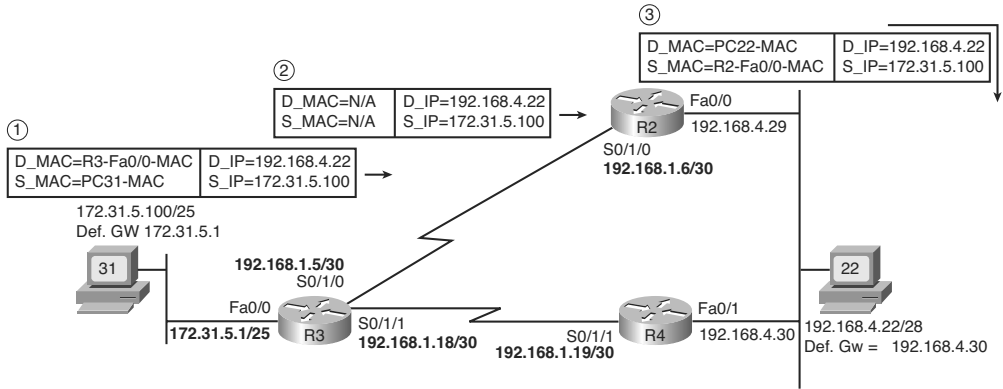 ③
D_MAC=PC22-MAC
S_MAC=R2-Fa0/0-MAC
D_IP=192.168.4.22
S_IP=172.31.5.100
②
D_MAC=N/A
S_MAC=N/A
D_IP=192.168.4.22
S_IP=172.31.5.100
①
D_MAC=R3-Fa0/0-MAC
S_MAC=PC31-MAC
D_IP=192.168.4.22
S_IP=172.31.5.100
R2
Fa0/0
192.168.4.29
S0/1/0
192.168.1.6/30
172.31.5.100/25
Def. GW 172.31.5.1
31
192.168.1.5/30
S0/1/0
Fa0/0
172.31.5.1/25
R3
S0/1/1
192.168.1.18/30
S0/1/1
192.168.1.19/30
R4
Fa0/1
192.168.4.30
22
192.168.4.22/28
Def. Gw = 192.168.4.30